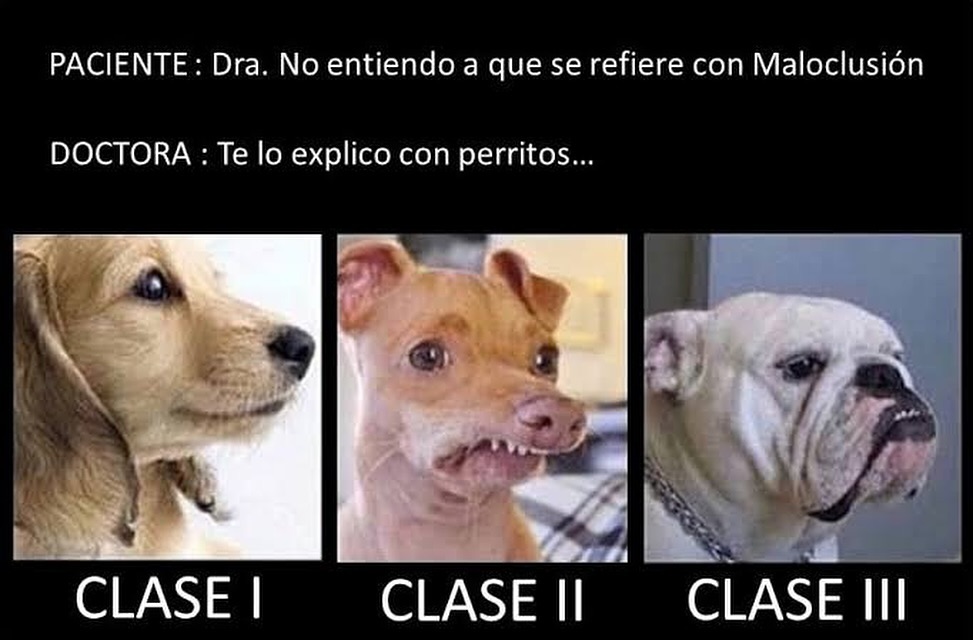 PACIENTE : Dra. No entiendo a que se refiere con Maloclusión
DOCTORA : Te lo explico con perritos...
CLASE I
CLASE II
CLASE III